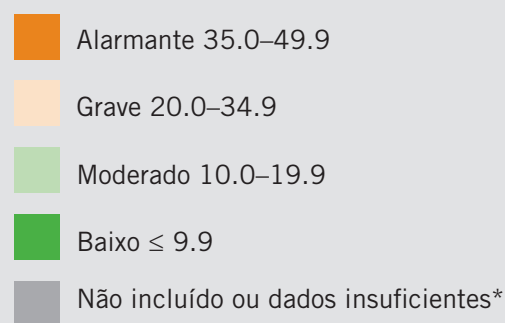 Alarmante 35.0–49.9
Grave 20.0–34.9
Moderado 10.0–19.9
Baixo ≤ 9.9
Não incluído ou dados insuficientes*